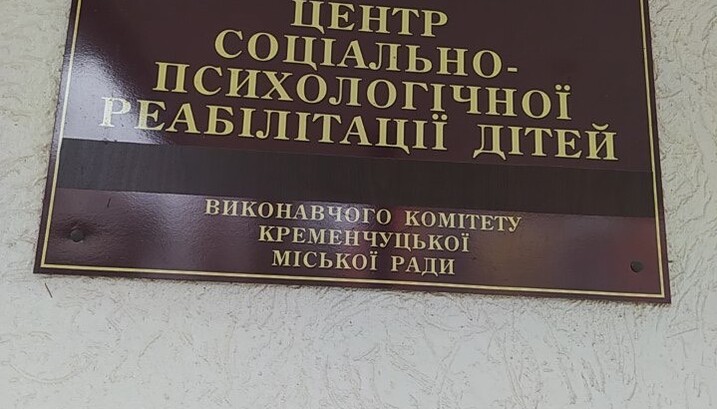 ЦЕНТР
СОЦІАЛЬНО-
ПСИХОЛОГІЧНОЇ
РЕАБІЛІТАЦІЇ ДІТЕЙ
ВИКОНАВЧОГО КОМІТЕТУ
КРЕМЕНЧУЦЬКОЇ
МІСЬКОЇ РАДИ